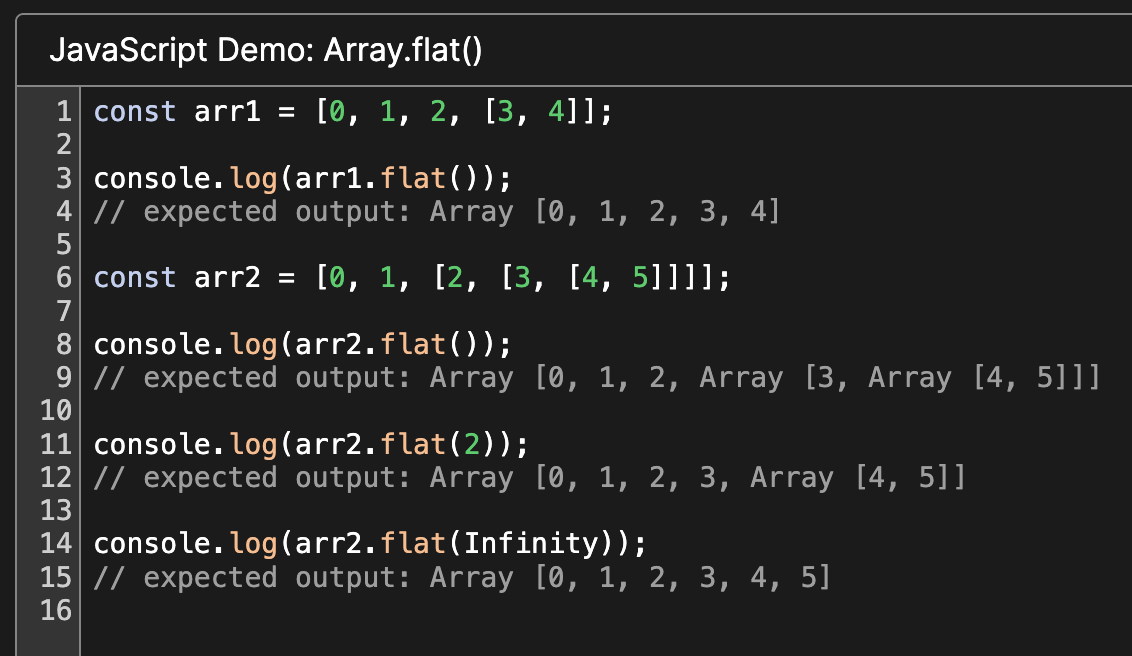 JavaScript Demo: Array.flat()
1 const arr1 = [0, 1, 2, [3, 4]];
2
3 console.log(arr1.flat());
4 // expected output: Array [0, 1, 2, 3, 4]
5
6 const arr2 = [0, 1, [2, [3, [4, 5]]]];
7
8 console.log(arr2.flat());
9 // expected output: Array [0, 1, 2, Array [3, Array [4, 5]]]
10
11 console.log(arr2.flat(2));
12 // expected output: Array [0, 1, 2, 3, Array [4, 5]]
13
14 console.log(arr2.flat(Infinity));
15 // expected output: Array [0, 1, 2, 3, 4, 5]
16